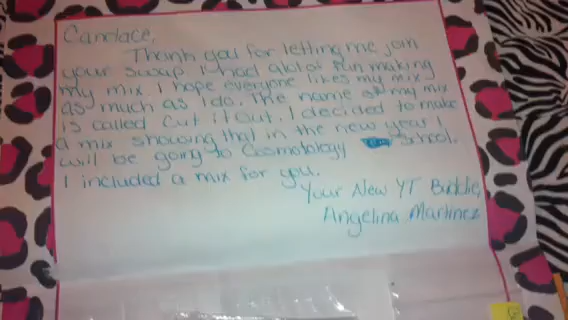 Candace,
Thank you for letting me join
your swap. I had alot of fun making
my mix. I hope everyone likes my mix
as much as I do. The name of my mix
is called Cut it Out. I decided to make
a mix showing that in the new year I
will be going to Cosmotology School.
I included a mix for you.
Your New YT Buddie,
Angelina Martinez